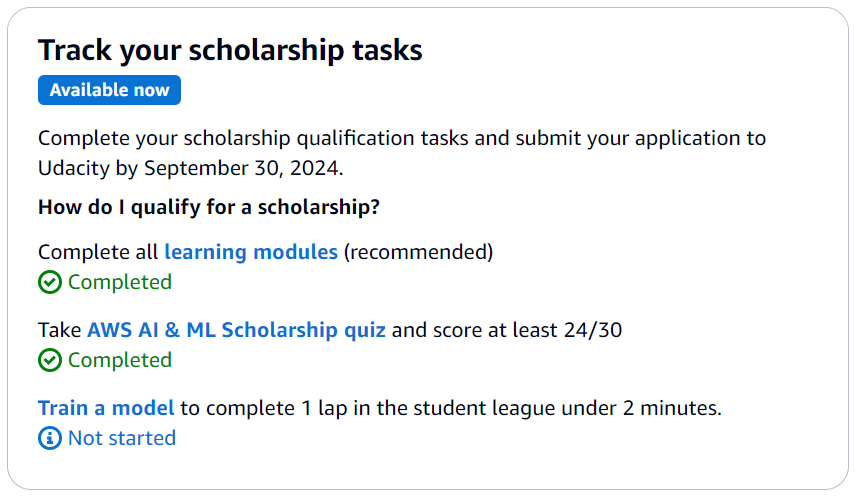 Track your scholarship tasks
Available now
Complete your scholarship qualification tasks and submit your application to
Udacity by September 30, 2024.
How do I qualify for a scholarship?
Complete all learning modules (recommended)
Completed
Take AWS AI & ML Scholarship quiz and score at least 24/30
Completed
Train a model to complete 1 lap in the student league under 2 minutes.
Not started